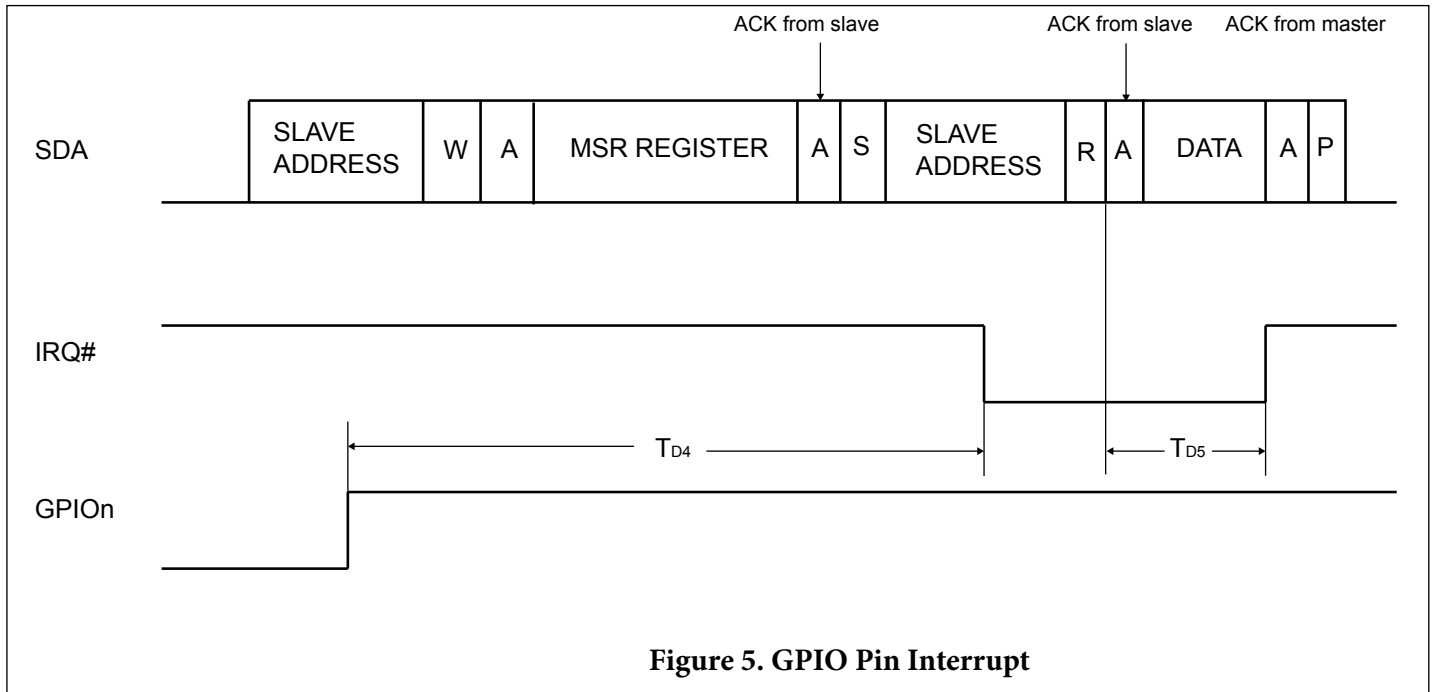 ACK from slave ACK from slave ACK from master
SDA
SLAVE
ADDRESS
W
A
MSR REGISTER
A
S
SLAVE
ADDRESS
R
A
DATA
A
P
IRQ#
TD4
TD5
GPIOn
Figure 5. GPIO Pin Interrupt